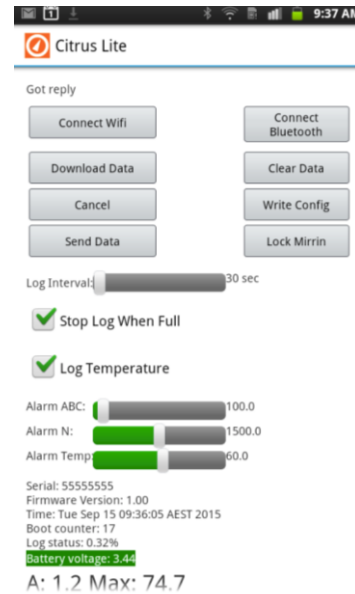 9:37 AM
Citrus Lite
Got reply
Connect Wifi
Connect
Bluetooth
Download Data
Clear Data
Cancel
Write Config
Send Data
Lock Mirrin
Log Interval: 30 sec
Stop Log When Full
Log Temperature
Alarm ABC: 100.0
Alarm N: 1500.0
Alarm Temp: 60.0
Serial: 55555555
Firmware Version: 1.00
Time: Tue Sep 15 09:36:05 AEST 2015
Boot counter: 17
Log status: 0.32%
Battery voltage: 3.44
A: 1.2 Max: 74.7